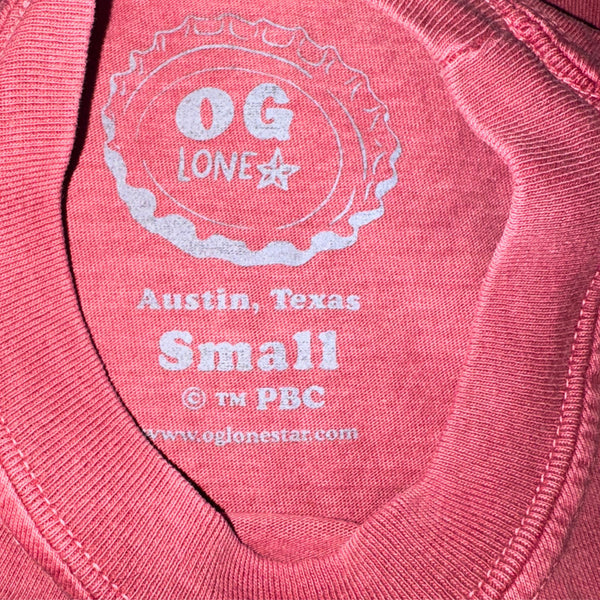 OG
LONE
Austin, Texas
Small
© TM PBC
www.oglonestar.com